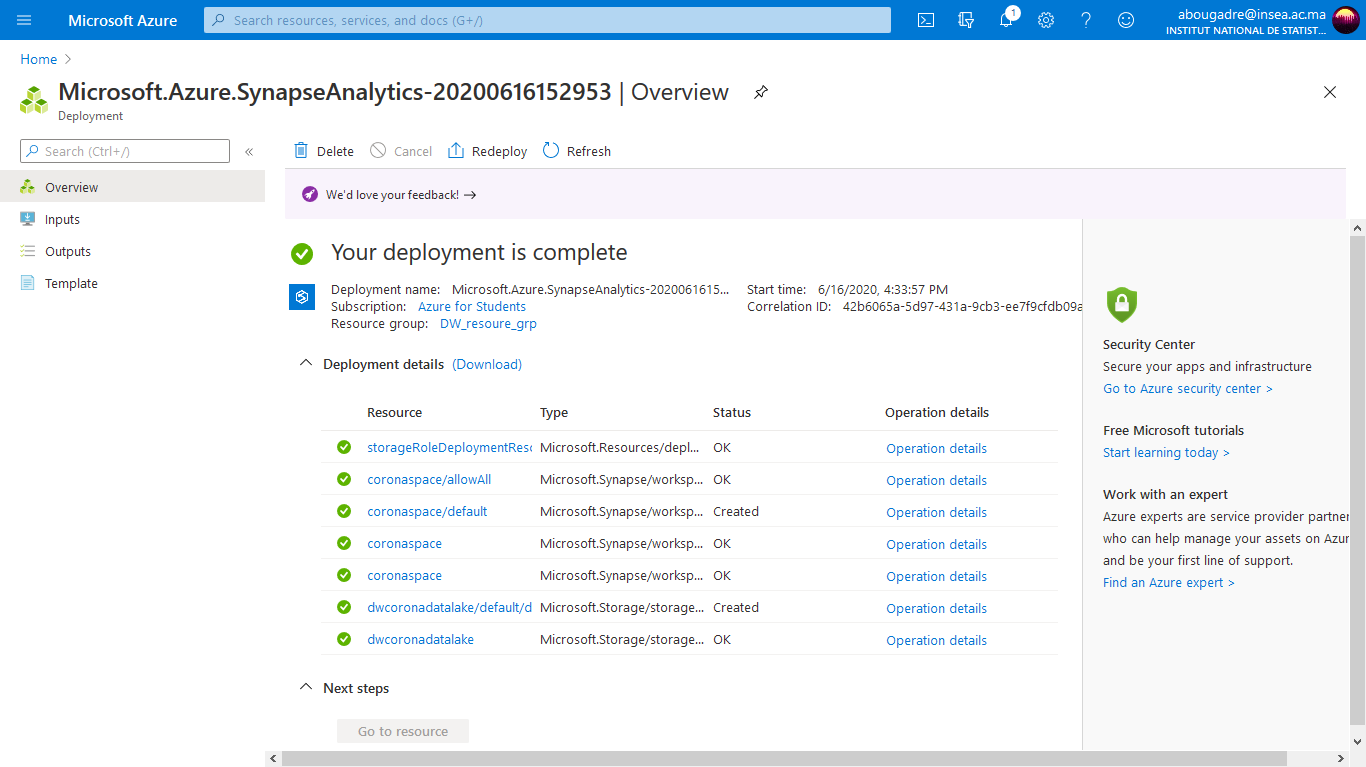 Microsoft Azure
Search resources, services, and docs (G+/)
1
abougadre@insea.ac.ma
INSTITUT NATIONAL DE STATIST...
Home
Microsoft.Azure.SynapseAnalytics-20200616152953 | Overview
Deployment
Search (Ctrl+/)
«
Delete
Cancel
Redeploy
Refresh
Overview
Inputs
Outputs
Template
We'd love your feedback! →
Your deployment is complete
Deployment name: Microsoft.Azure.SynapseAnalytics-2020061615...
Subscription: Azure for Students
Resource group: DW_resoure_grp
Start time: 6/16/2020, 4:33:57 PM
Correlation ID: 42b6065a-5d97-431a-9cb3-ee7f9cfdb09a
Deployment details (Download)
Resource Type Status Operation details
storageRoleDeploymentReso Microsoft.Resources/depl... OK Operation details
coronaspace/allowAll Microsoft.Synapse/worksp... OK Operation details
coronaspace/default Microsoft.Synapse/worksp... Created Operation details
coronaspace Microsoft.Synapse/worksp... OK Operation details
coronaspace Microsoft.Synapse/worksp... OK Operation details
dwcoronadatalake/default/d Microsoft.Storage/storage... Created Operation details
dwcoronadatalake Microsoft.Storage/storage... OK Operation details
Next steps
Go to resource
Security Center
Secure your apps and infrastructure
Go to Azure security center >
Free Microsoft tutorials
Start learning today >
Work with an expert
Azure experts are service provider partner
who can help manage your assets on Azur
and be your first line of support.
Find an Azure expert >